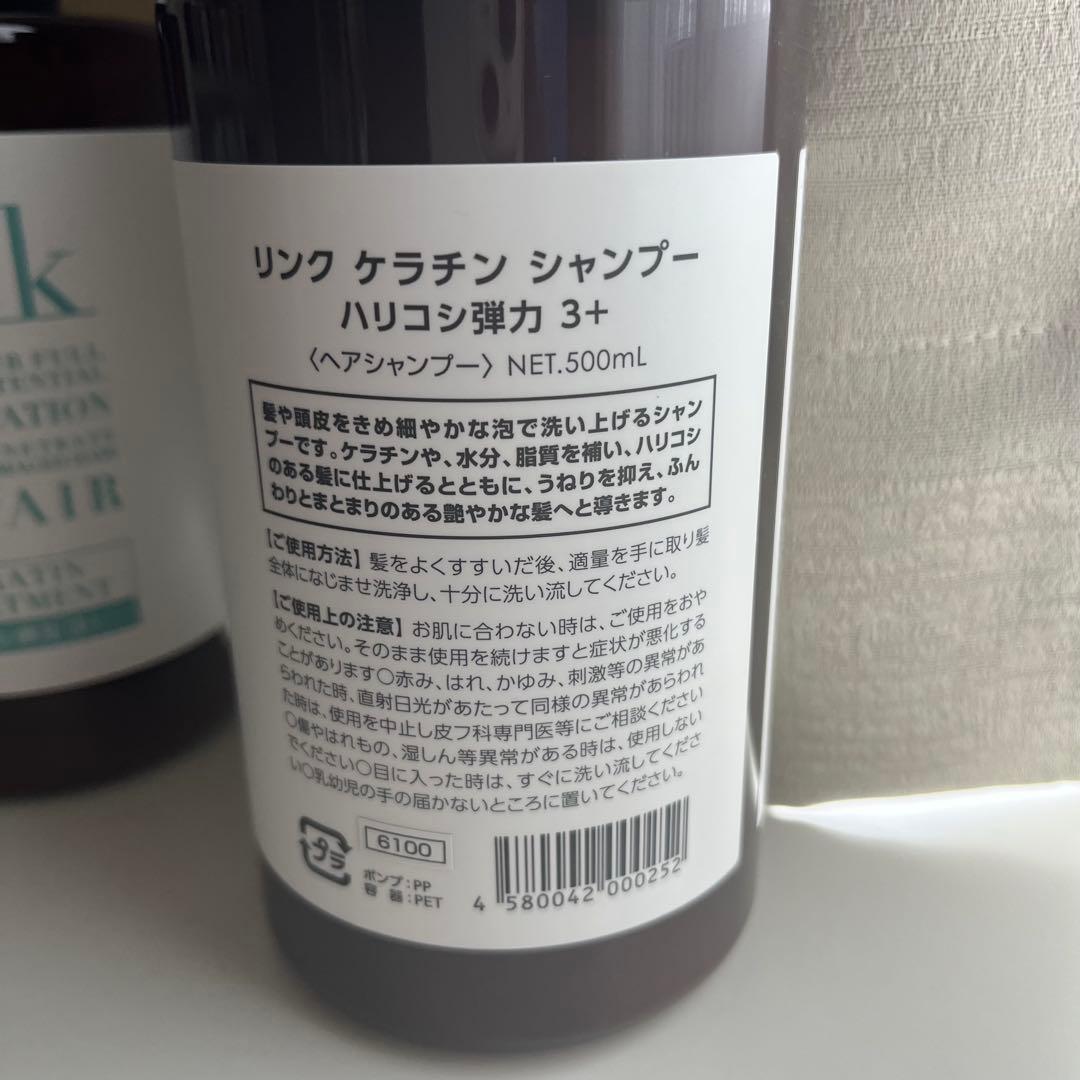 k
リンク ケラチン シャンプー
ハリコシ弾力 3+
〈ヘアシャンプー〉 NET.500mL
髪や頭皮をきめ細やかな泡で洗い上げるシャン
プーです。ケラチンや、水分、脂質を補い、ハリコシ
のある髪に仕上げるとともに、うねりを抑え、ふん
わりとまとまりのある艶やかな髪へと導きます。
【ご使用方法】 髪をよくすすいだ後、適量を手に取り髪
全体になじませ洗浄し、十分に洗い流してください。
【ご使用上の注意】 お肌に合わない時は、ご使用をおや
めください。そのまま使用を続けますと症状が悪化する
ことがあります〇赤み、はれ、かゆみ、刺激等の異常があ
らわれた時、直射日光があたって同様の異常があらわれ
た時は、使用を中止し皮フ科専門医等にご相談ください
〇傷やはれもの、湿しん等異常がある時は、使用しない
でください〇目に入った時は、すぐに洗い流してくださ
い〇乳幼児の手の届かないところに置いてください。
プラ
6100
ポンプ:PP
容 器:PET
4 580042 000252
FULL
ATION
AIR